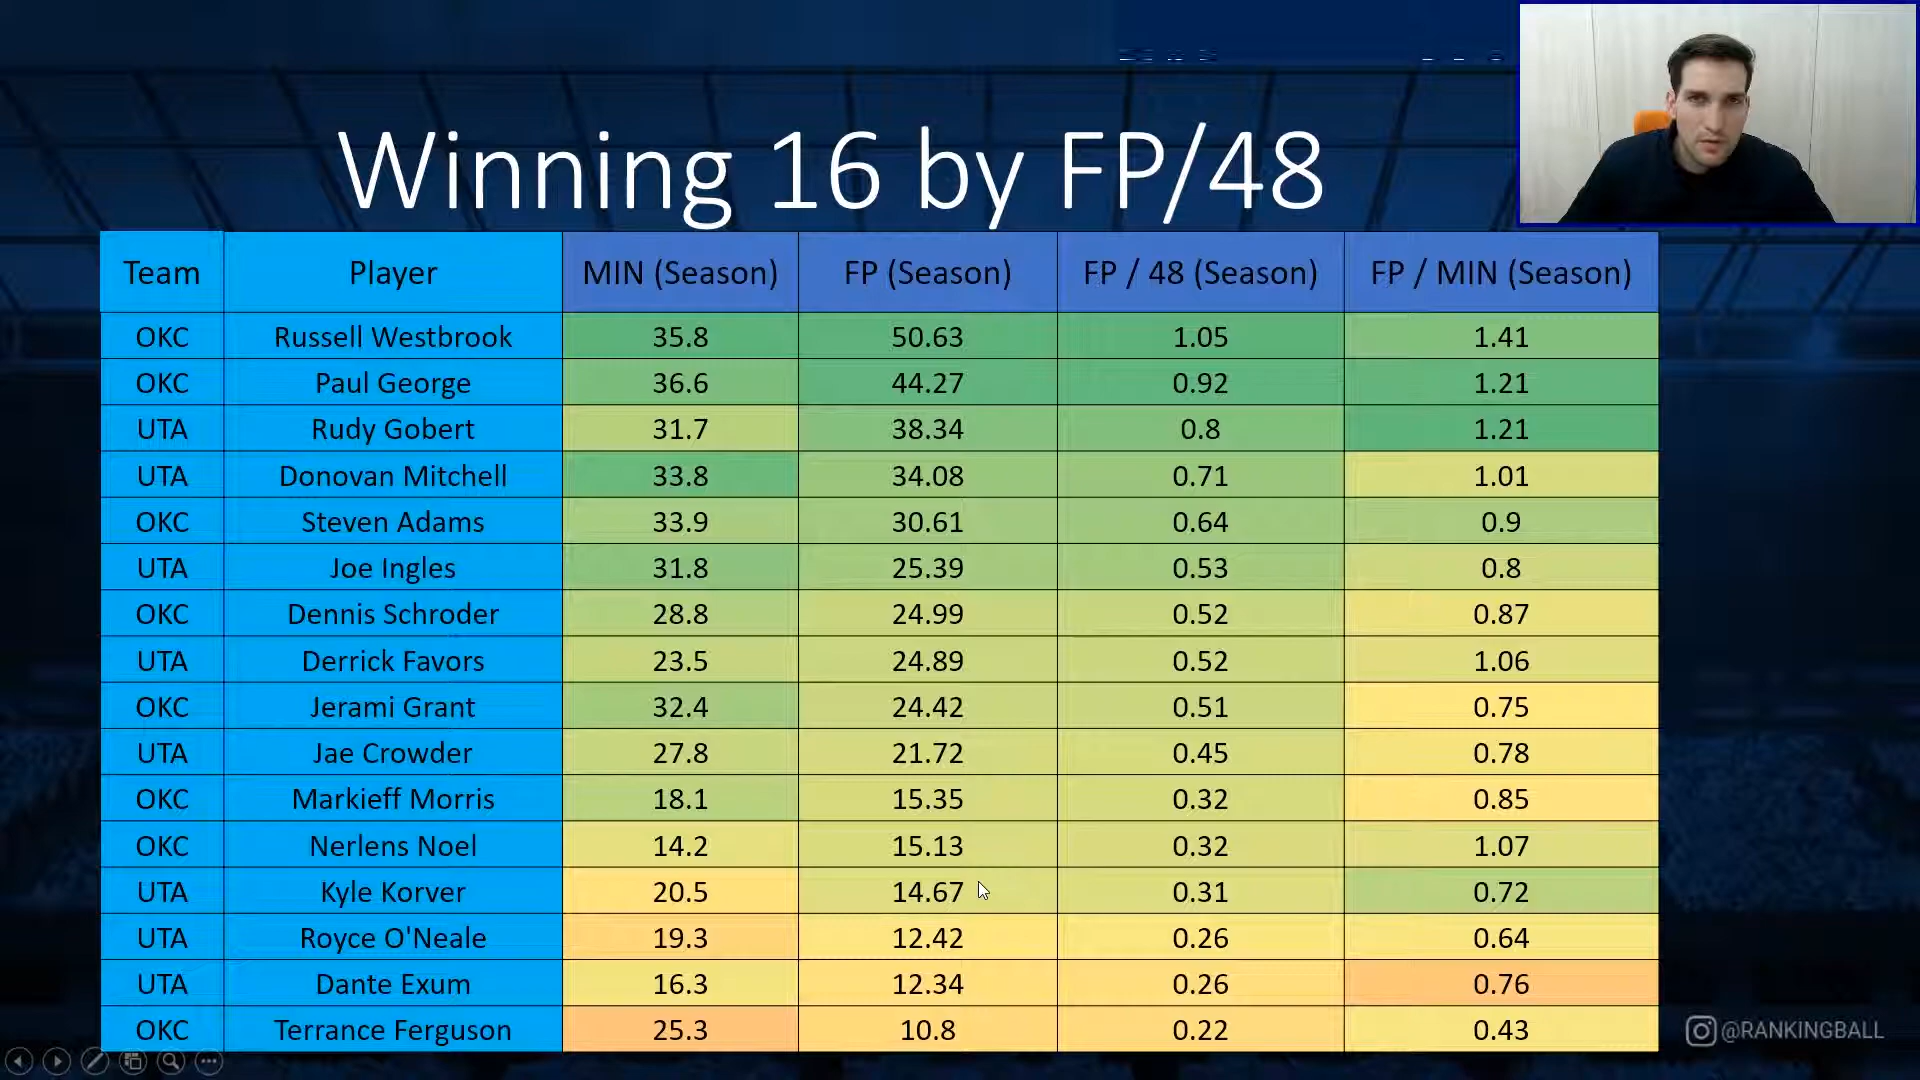 Winning 16 by FP/48
Team Player MIN (Season) FP (Season) FP / 48 (Season) FP / MIN (Season)
OKC Russell Westbrook 35.8 50.63 1.05 1.41
OKC Paul George 36.6 44.27 0.92 1.21
UTA Rudy Gobert 31.7 38.34 0.8 1.21
UTA Donovan Mitchell 33.8 34.08 0.71 1.01
OKC Steven Adams 33.9 30.61 0.64 0.9
UTA Joe Ingles 31.8 25.39 0.53 0.8
OKC Dennis Schroder 28.8 24.99 0.52 0.87
UTA Derrick Favors 23.5 24.89 0.52 1.06
OKC Jerami Grant 32.4 24.42 0.51 0.75
UTA Jae Crowder 27.8 21.72 0.45 0.78
OKC Markieff Morris 18.1 15.35 0.32 0.85
OKC Nerlens Noel 14.2 15.13 0.32 1.07
UTA Kyle Korver 20.5 14.67 0.31 0.72
UTA Royce O'Neale 19.3 12.42 0.26 0.64
UTA Dante Exum 16.3 12.34 0.26 0.76
OKC Terrance Ferguson 25.3 10.8 0.22 0.43
@RANKINGBALL